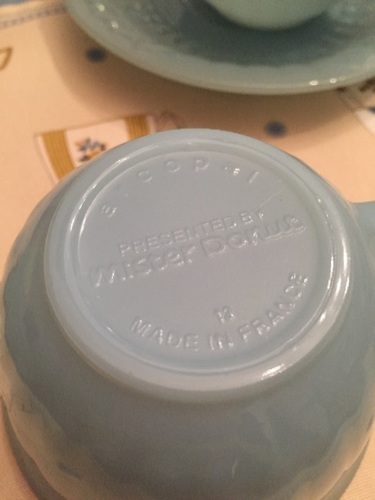 PRESENTED BY
Mister Donut
MADE IN FRANCE